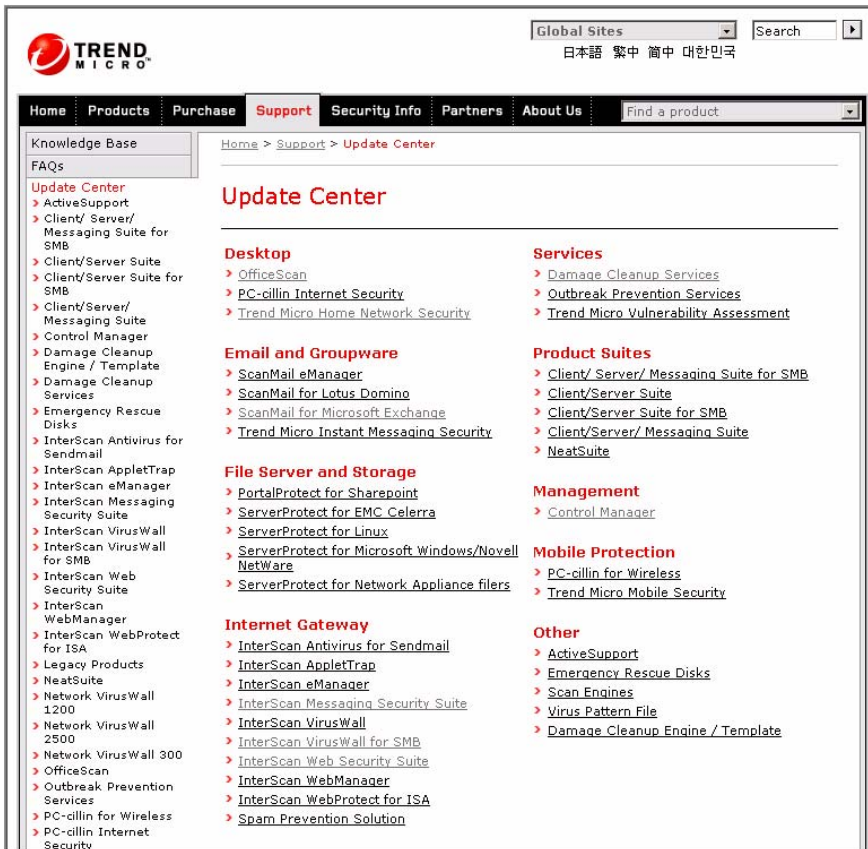 Global Sites
Search
TREND
MICRO™
日本語 繁中 简中 대한민국
Home Products Purchase Support Security Info Partners About Us Find a product
Knowledge Base
FAQs
Update Center
ActiveSupport
Client/ Server/
Messaging Suite for
SMB
Client/Server Suite
Client/Server Suite for
SMB
Client/Server/
Messaging Suite
Control Manager
Damage Cleanup
Engine / Template
Damage Cleanup
Services
Emergency Rescue
Disks
InterScan Antivirus for
Sendmail
InterScan AppletTrap
InterScan eManager
InterScan Messaging
Security Suite
InterScan VirusWall
InterScan VirusWall
for SMB
InterScan Web
Security Suite
InterScan
WebManager
InterScan WebProtect
for ISA
Legacy Products
NeatSuite
Network VirusWall
1200
Network VirusWall
2500
Network VirusWall 300
OfficeScan
Outbreak Prevention
Services
PC-cillin for Wireless
PC-cillin Internet
Security
Home > Support > Update Center
Update Center
Desktop
OfficeScan
PC-cillin Internet Security
Trend Micro Home Network Security
Email and Groupware
ScanMail eManager
ScanMail for Lotus Domino
ScanMail for Microsoft Exchange
Trend Micro Instant Messaging Security
File Server and Storage
PortalProtect for Sharepoint
ServerProtect for EMC Celerra
ServerProtect for Linux
ServerProtect for Microsoft Windows/Novell
NetWare
ServerProtect for Network Appliance filers
Internet Gateway
InterScan Antivirus for Sendmail
InterScan AppletTrap
InterScan eManager
InterScan Messaging Security Suite
InterScan VirusWall
InterScan VirusWall for SMB
InterScan Web Security Suite
InterScan WebManager
InterScan WebProtect for ISA
Spam Prevention Solution
Services
Damage Cleanup Services
Outbreak Prevention Services
Trend Micro Vulnerability Assessment
Product Suites
Client/ Server/ Messaging Suite for SMB
Client/Server Suite
Client/Server Suite for SMB
Client/Server/ Messaging Suite
NeatSuite
Management
Control Manager
Mobile Protection
PC-cillin for Wireless
Trend Micro Mobile Security
Other
ActiveSupport
Emergency Rescue Disks
Scan Engines
Virus Pattern File
Damage Cleanup Engine / Template